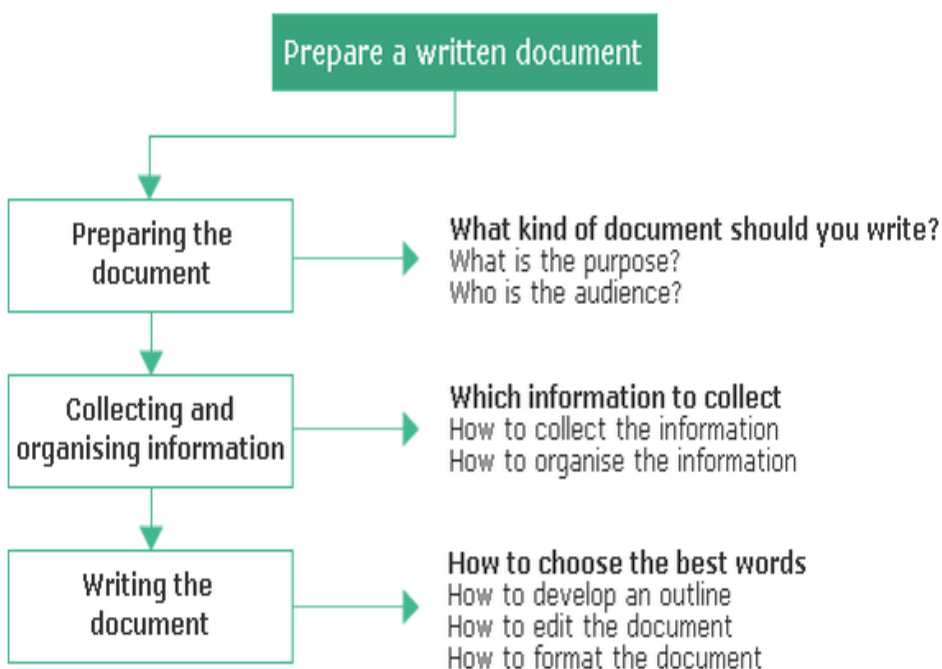 Prepare a written document
Preparing the
document
What kind of document should you write?
What is the purpose?
Who is the audience?
Collecting and
organising information
Which information to collect
How to collect the information
How to organise the information
Writing the
document
How to choose the best words
How to develop an outline
How to edit the document
How to format the document